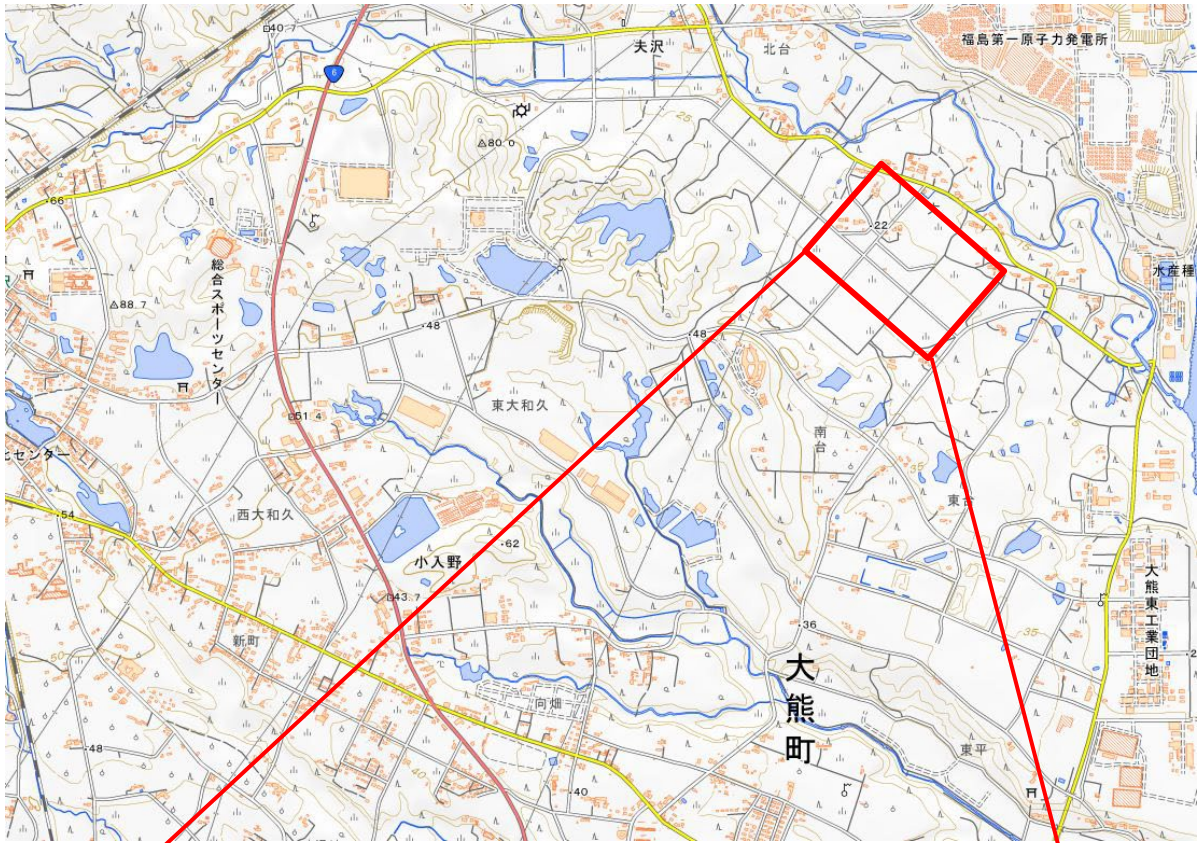 40.7
6
夫沢
北台
福島第一原子力発電所
25
80.0
66
22
15
水産種
総合スポーツセンター
88.7
48
48
東大和久
51.4
南台
35
化センター
東台
西大和久
54
62
小入野
大熊東工業団地
43.7
新町
36
35
大熊町
向畑
48
東平
40
40